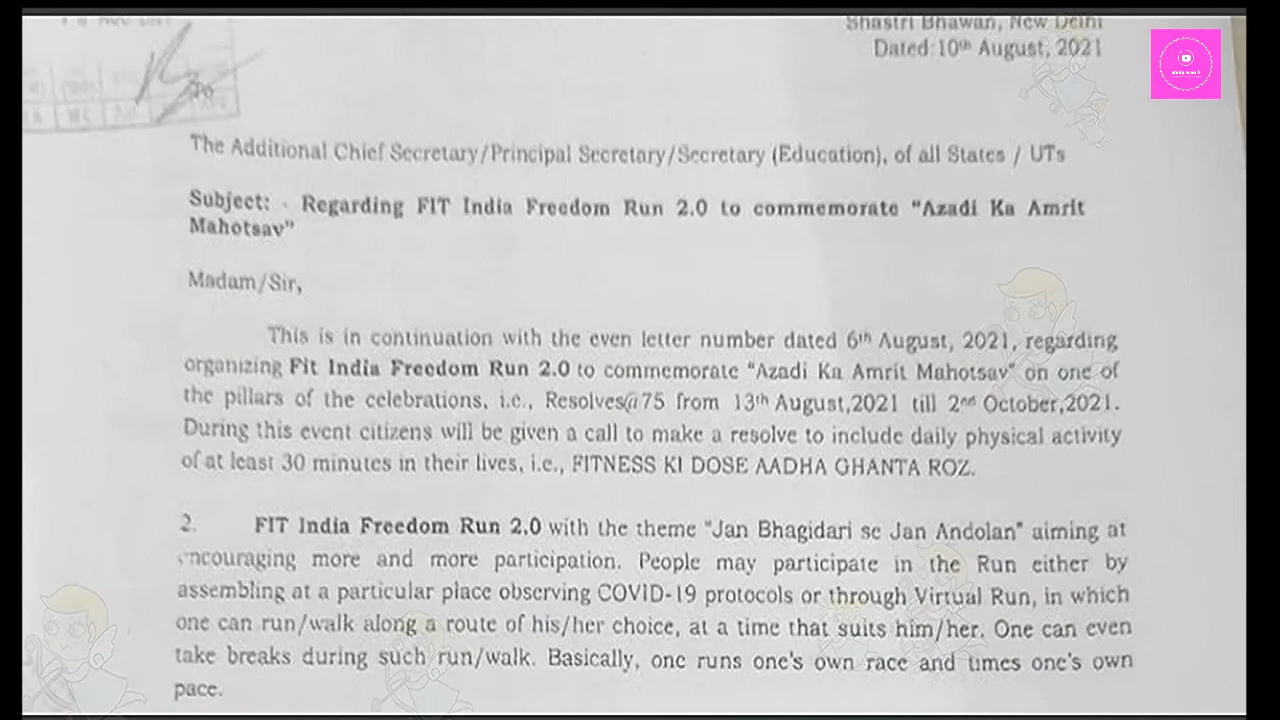 Shastri Bhawan, New Delhi
Dated 10th August, 2021
The Additional Chief Secretary/Principal Secretary/Secretary (Education), of all States / UTs
Subject: - Regarding FIT India Freedom Run 2.0 to commemorate "Azadi Ka Amrit
Mahotsav"
Madam/Sir,
This is in continuation with the even letter number dated 6th August, 2021, regarding
organizing Fit India Freedom Run 2.0 to commemorate "Azadi Ka Amrit Mahotsav" on one of
the pillars of the celebrations, i.e., Resolves@75 from 13th August,2021 till 2nd October,2021.
During this event citizens will be given a call to make a resolve to include daily physical activity
of at least 30 minutes in their lives, i.e., FITNESS KI DOSE AADHA GHANTA ROZ.
2. FIT India Freedom Run 2.0 with the theme "Jan Bhagidari se Jan Andolan" aiming at
encouraging more and more participation. People may participate in the Run either by
assembling at a particular place observing COVID-19 protocols or through Virtual Run, in which
one can run/walk along a route of his/her choice, at a time that suits him/her. One can even
take breaks during such run/walk. Basically, one runs one's own race and times one's own
pace.